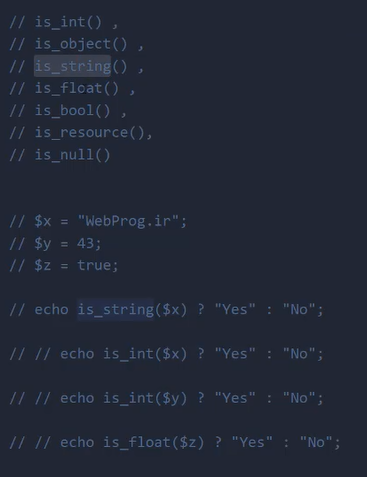 // is_int() ,
// is_object() ,
// is_string() ,
// is_float() ,
// is_bool() ,
// is_resource(),
// is_null()
// $x = "WebProg.ir";
// $y = 43;
// $z = true;
// echo is_string($x) ? "Yes" : "No";
// // echo is_int($x) ? "Yes" : "No";
// // echo is_int($y) ? "Yes" : "No";
// // echo is_float($z) ? "Yes" : "No";